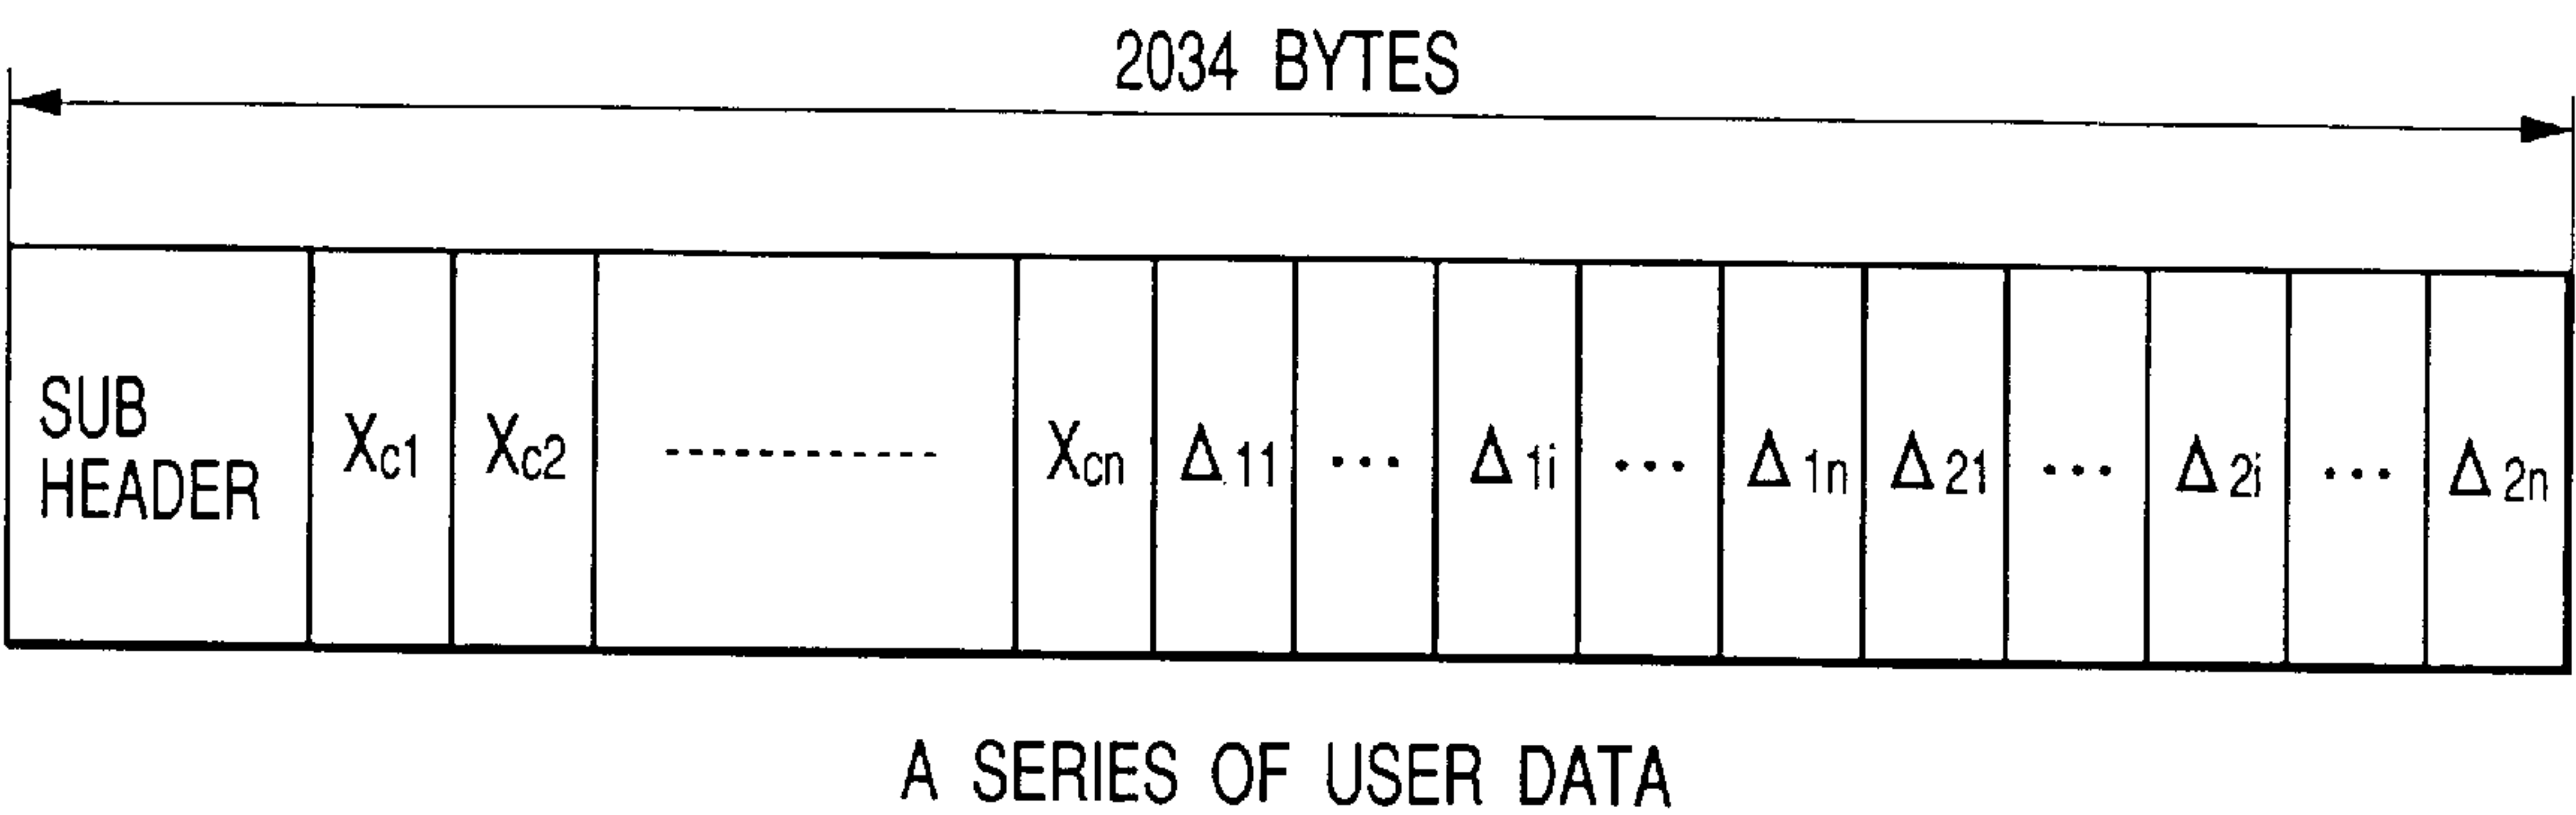 2034 BYTES
SUB
HEADER
Xc1 Xc2 ------------ Xcn Δ11 ... Δ1i ... Δ1n Δ21 ... Δ2i ... Δ2n
A SERIES OF USER DATA